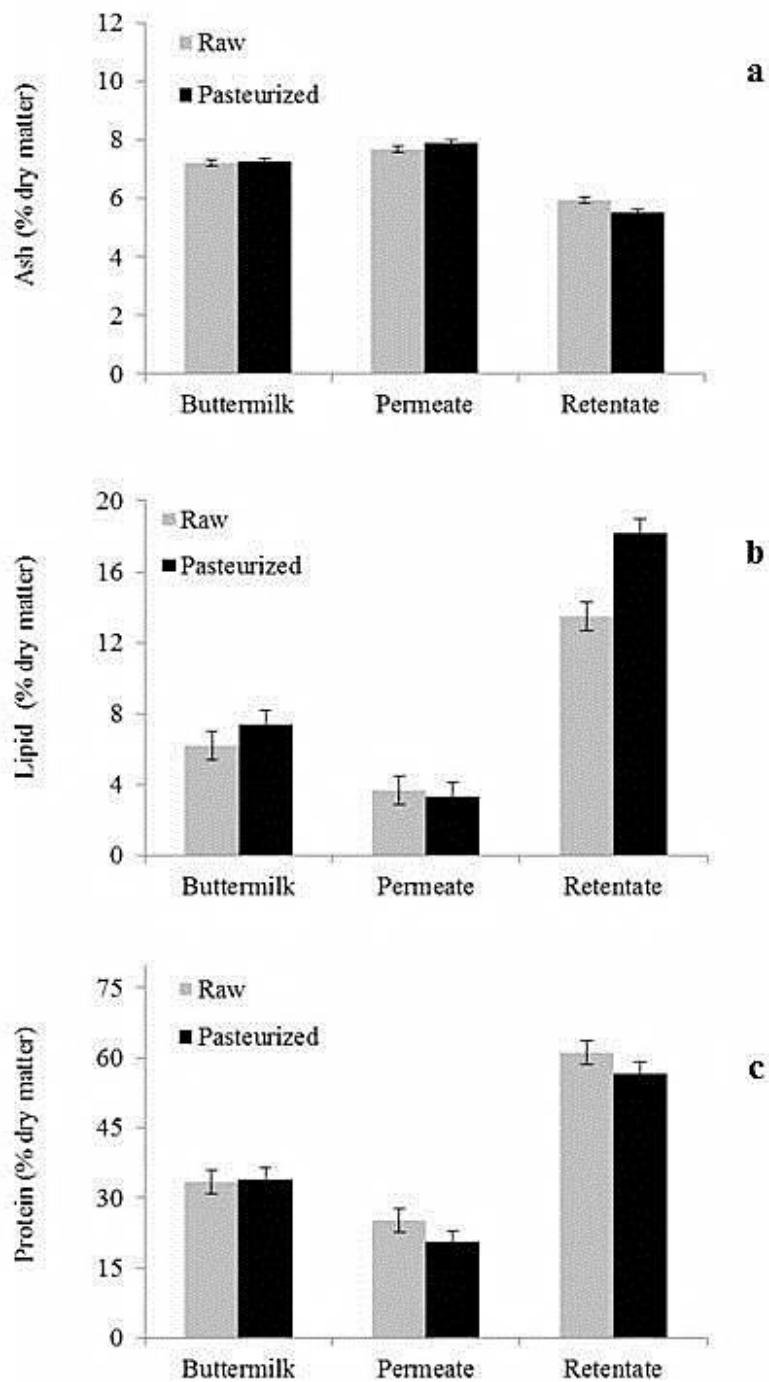 Ash (% dry matter)
12
10
8
6
4
2
0
Raw
Pasteurized
a
Buttermilk Permeate Retentate
Lipid (% dry matter)
20
16
12
8
4
0
Raw
Pasteurized
b
Buttermilk Permeate Retentate
Protein (% dry matter)
75
60
45
30
15
0
Raw
Pasteurized
c
Buttermilk Permeate Retentate